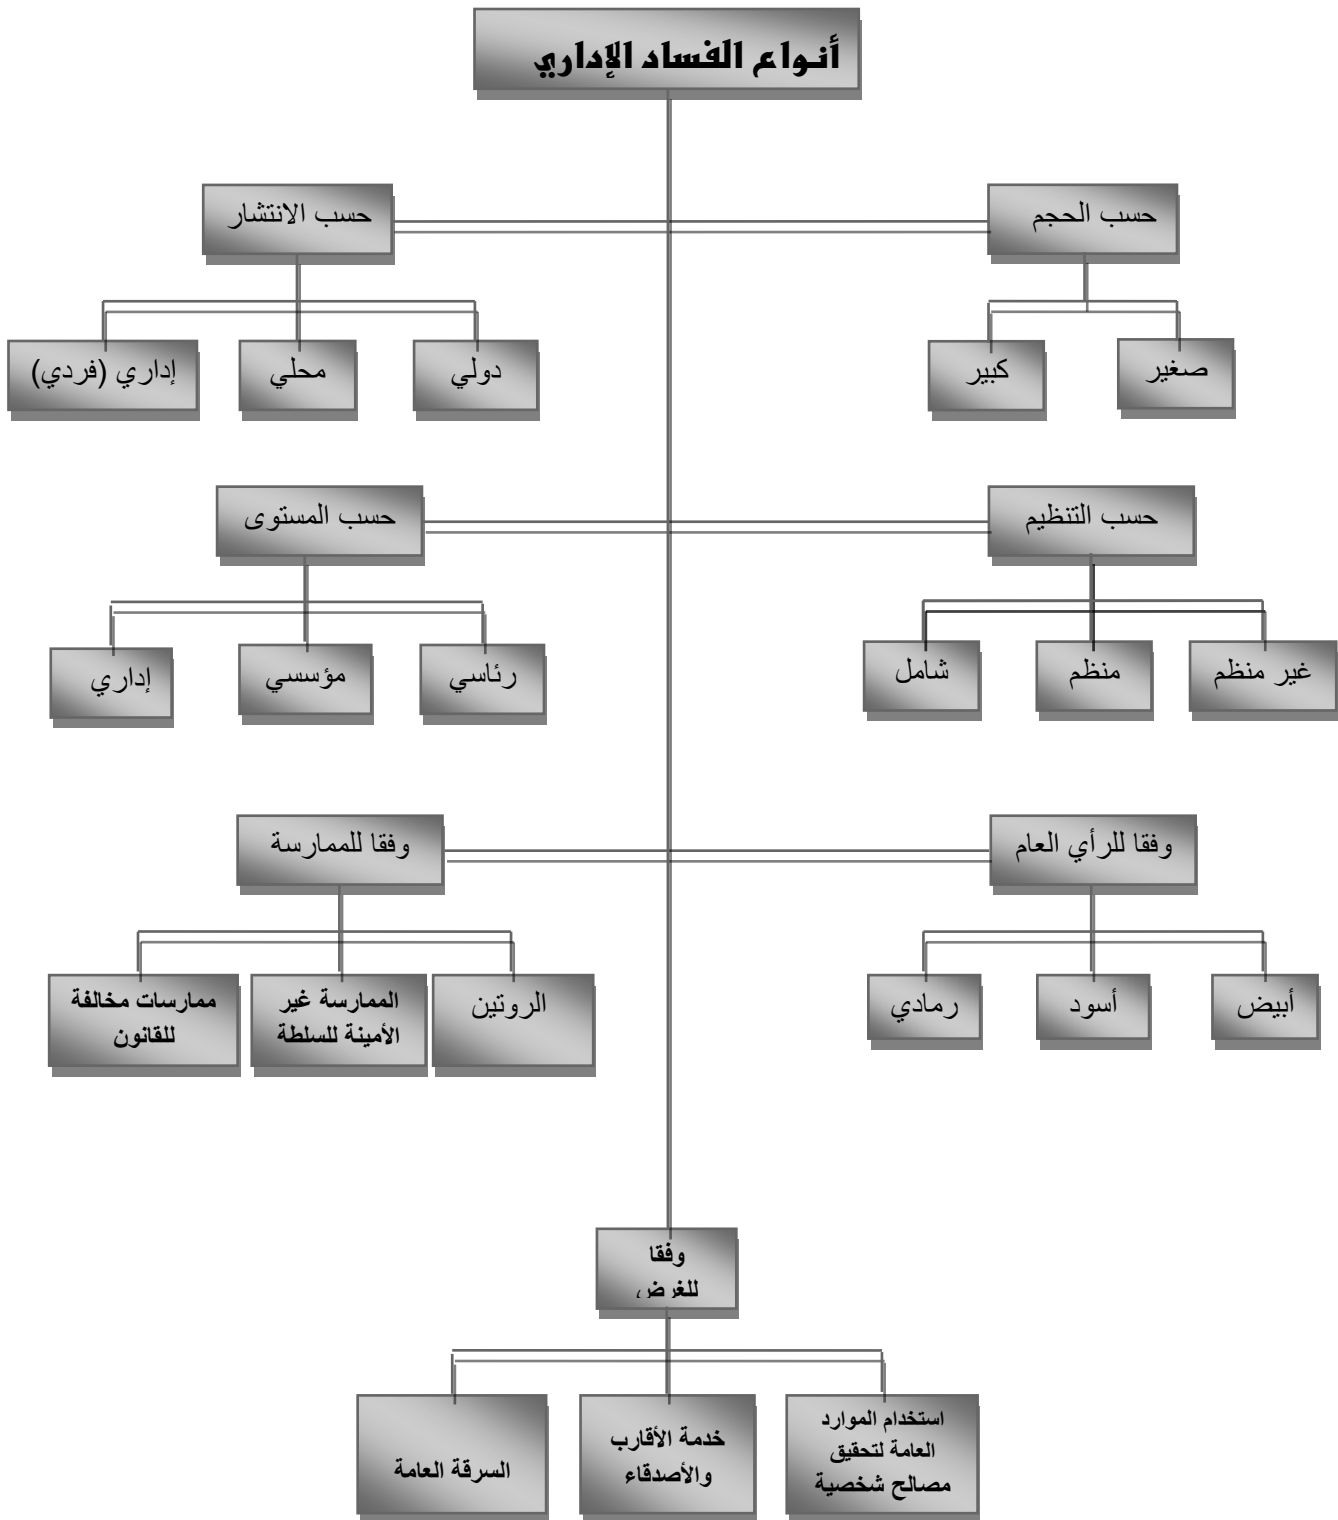 أنواع الفساد الإداري
حسب الحجم
حسب الانتشار
صغير
كبير
دولي
محلي
إداري (فردي)
حسب التنظيم
حسب المستوى
غير منظم
منظم
شامل
رئاسي
مؤسسي
إداري
وفقا للرأي العام
وفقا للممارسة
أبيض
أسود
رمادي
الروتين
الممارسة غير
الأمينة للسلطة
ممارسات مخالفة
للقانون
وفقا
للغرض
استخدام الموارد
العامة لتحقيق
مصالح شخصية
خدمة الأقارب
والأصدقاء
السرقة العامة